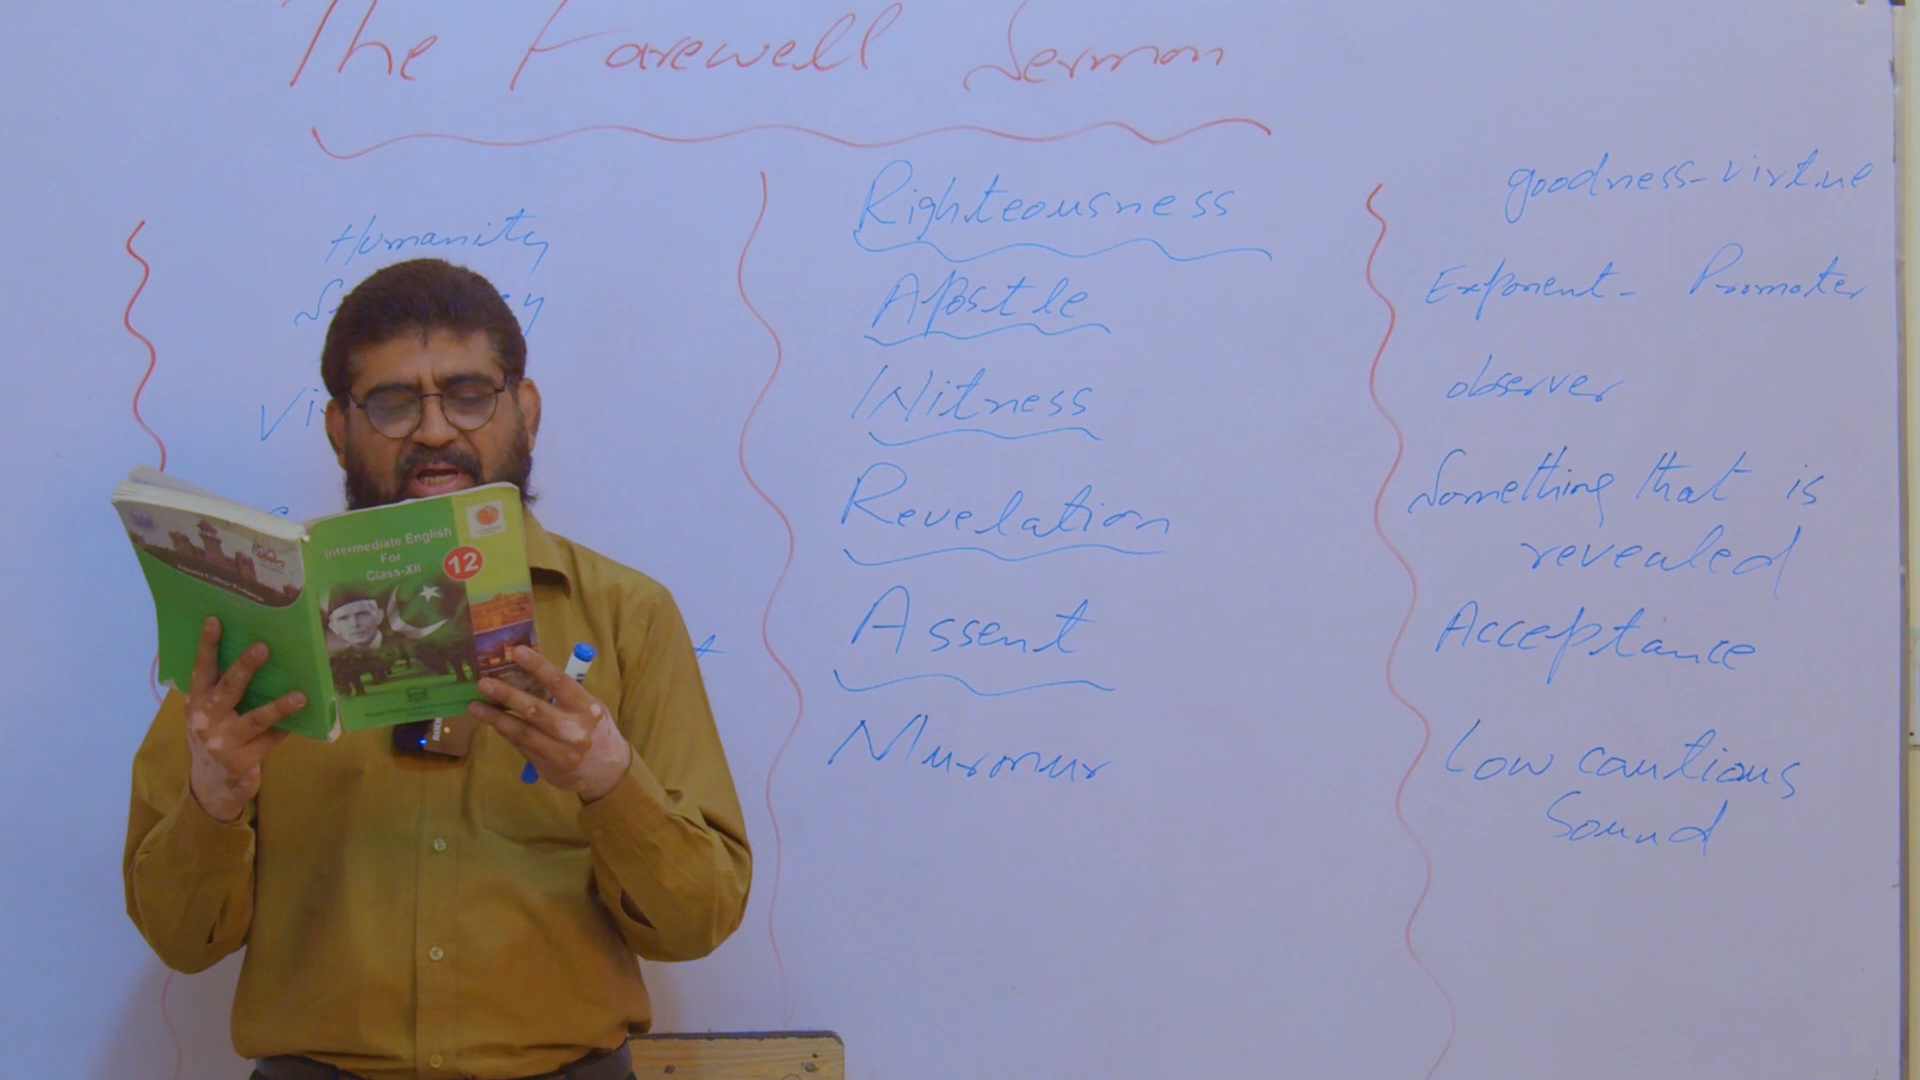 The Farewell Sermon
Humanity
Righteousness
goodness-virtue
Apostle
Exponent - Promoter
Witness
observer
Revelation
Something that is
revealed
Assent
Acceptance
Murmur
Low cautious
Sound
Intermediate English
For
Class-XII
12